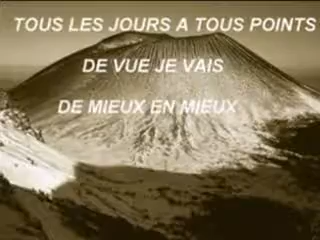 TOUS LES JOURS A TOUS POINTS
DE VUE JE VAIS
DE MIEUX EN MIEUX